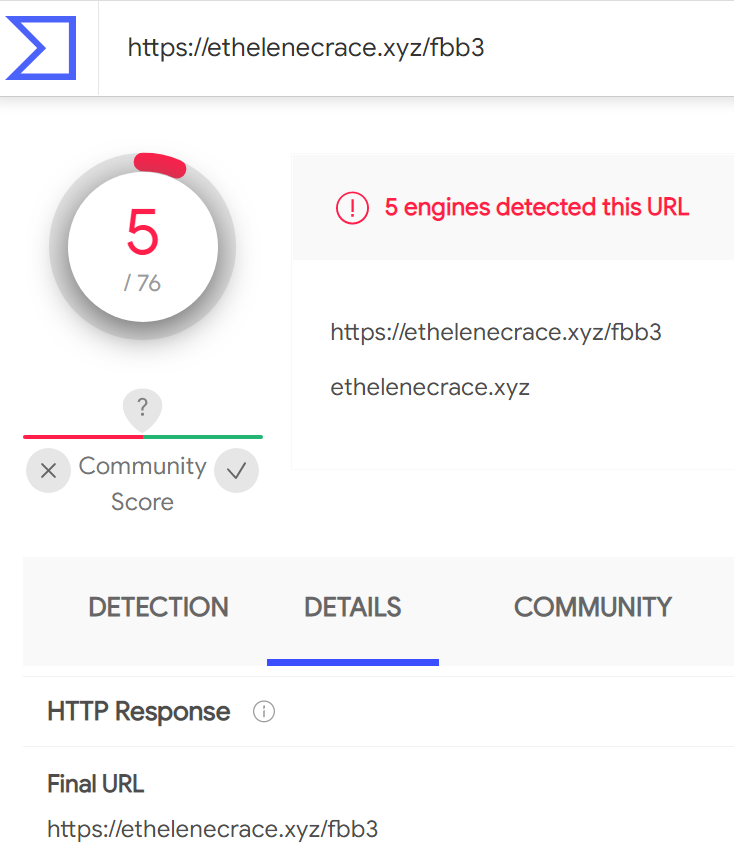 https://ethelenecrace.xyz/fbb3
5
/ 76
5 engines detected this URL
https://ethelenecrace.xyz/fbb3
ethelenecrace.xyz
?
Community
Score
DETECTION DETAILS COMMUNITY
HTTP Response
Final URL
https://ethelenecrace.xyz/fbb3